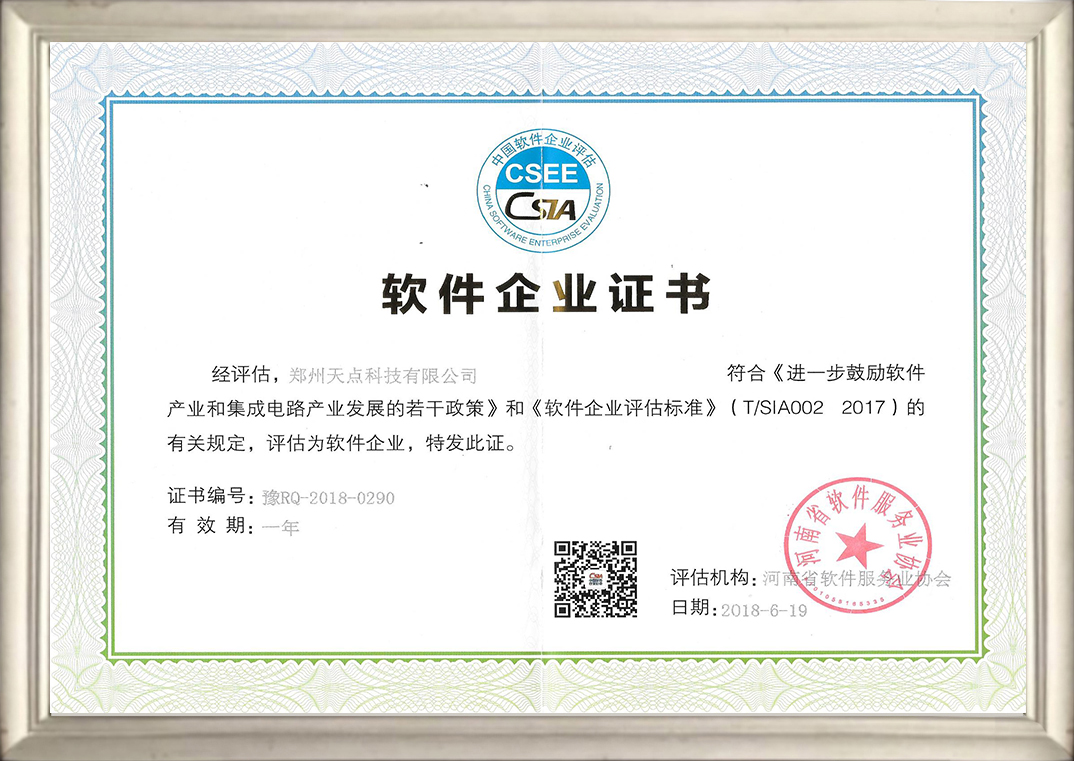 中国软件企业评估
CSEE
CSIA
CHINA SOFTWARE ENTERPRISE EVALUATION
软件企业证书
经评估，郑州天点科技有限公司 符合《进一步鼓励软件
产业和集成电路产业发展的若干政策》和《软件企业评估标准》（T/SIA002 2017）的
有关规定，评估为软件企业，特发此证。
证书编号：豫RQ-2018-0290
有 效 期：一年
河南省软件服务业协会
评估机构：河南省软件服务业协会
日期：2018-6-19